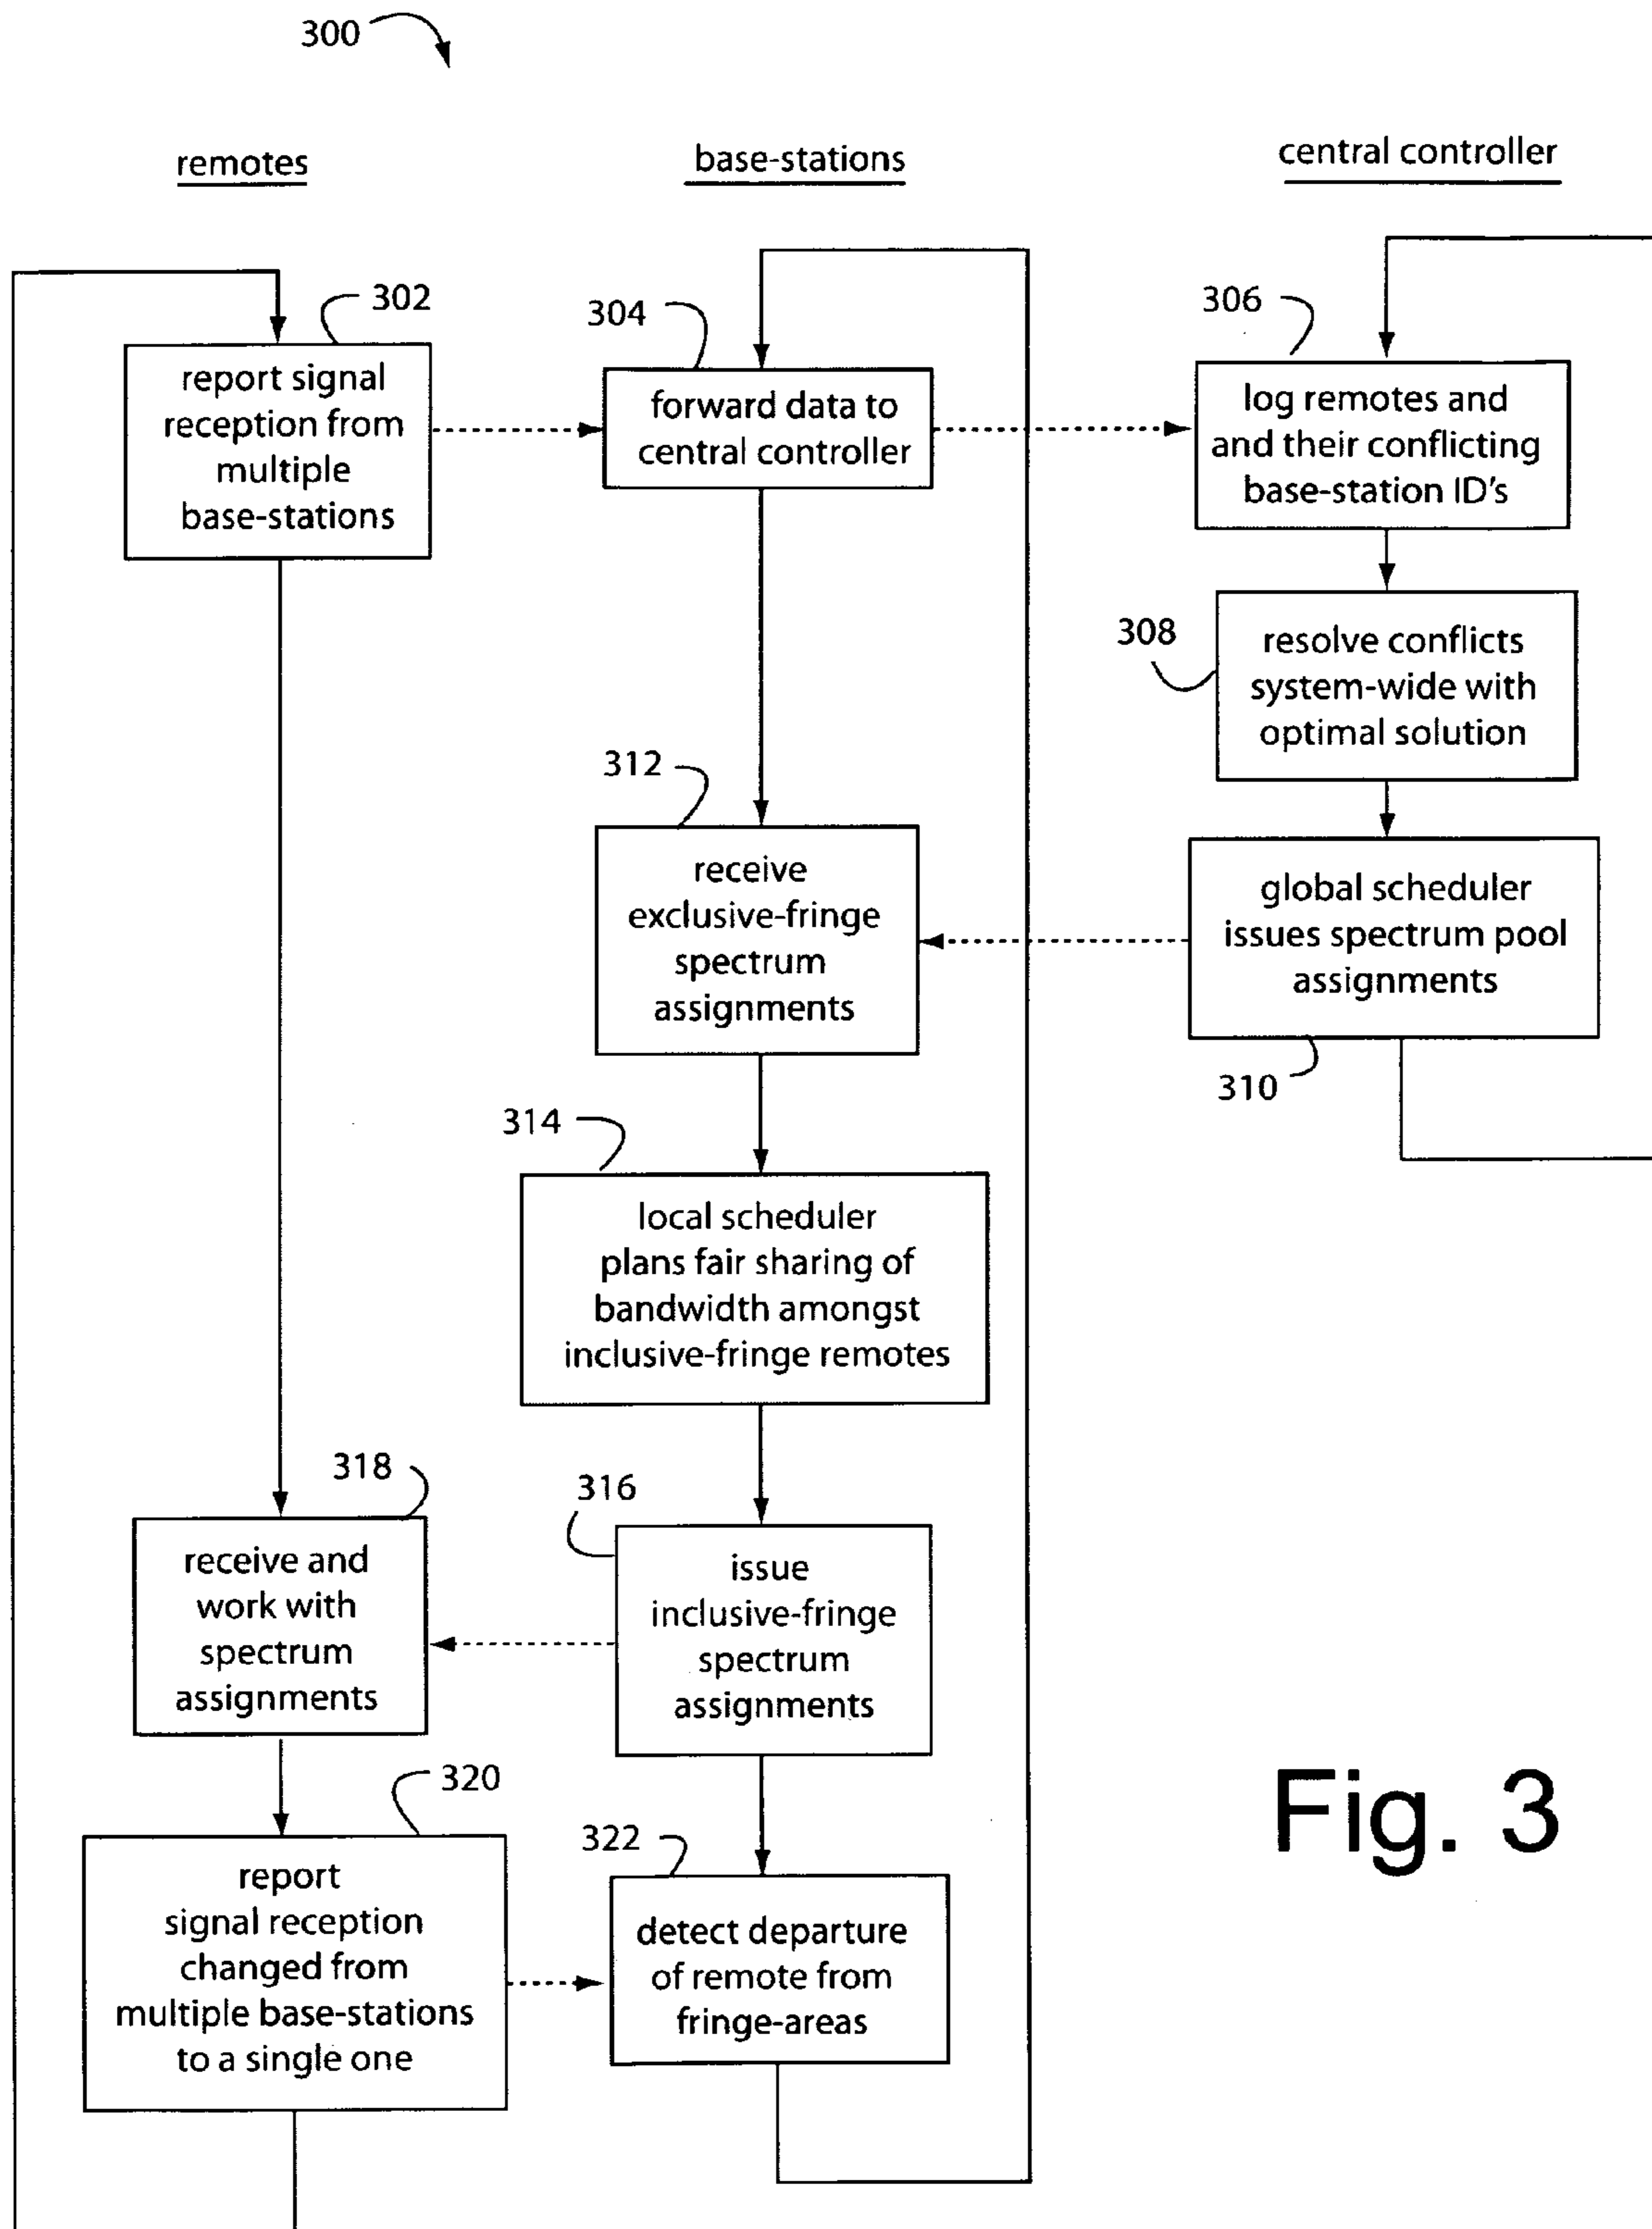 300
remotes
base-stations
central controller
302
report signal
reception from
multiple
base-stations
304
forward data to
central controller
306
log remotes and
and their conflicting
base-station ID's
308
resolve conflicts
system-wide with
optimal solution
312
receive
exclusive-fringe
spectrum
assignments
global scheduler
issues spectrum pool
assignments
310
314
local scheduler
plans fair sharing of
bandwidth amongst
inclusive-fringe remotes
318
receive and
work with
spectrum
assignments
316
issue
inclusive-fringe
spectrum
assignments
320
report
signal reception
changed from
multiple base-stations
to a single one
322
detect departure
of remote from
fringe-areas
Fig. 3